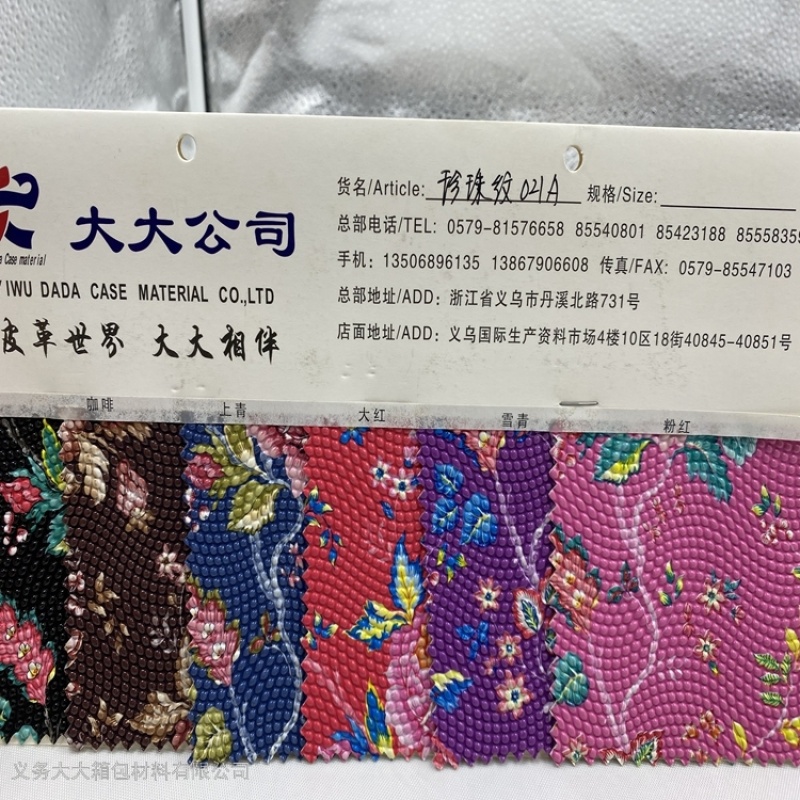 货名/Article: 珍珠纹021A 规格/Size:
总部电话/TEL: 0579-81576658 85540801 85423188 8555835
手机: 13506896135 13867906608 传真/FAX: 0579-85547103
总部地址/ADD: 浙江省义乌市丹溪北路731号
店面地址/ADD: 义乌国际生产资料市场4楼10区18街40845-40851号
Case material
大大公司
YIWU DADA CASE MATERIAL CO.,LTD
皮革世界 大大相伴
咖啡 上青 大红 雪青 粉红
义务大大箱包材料有限公司